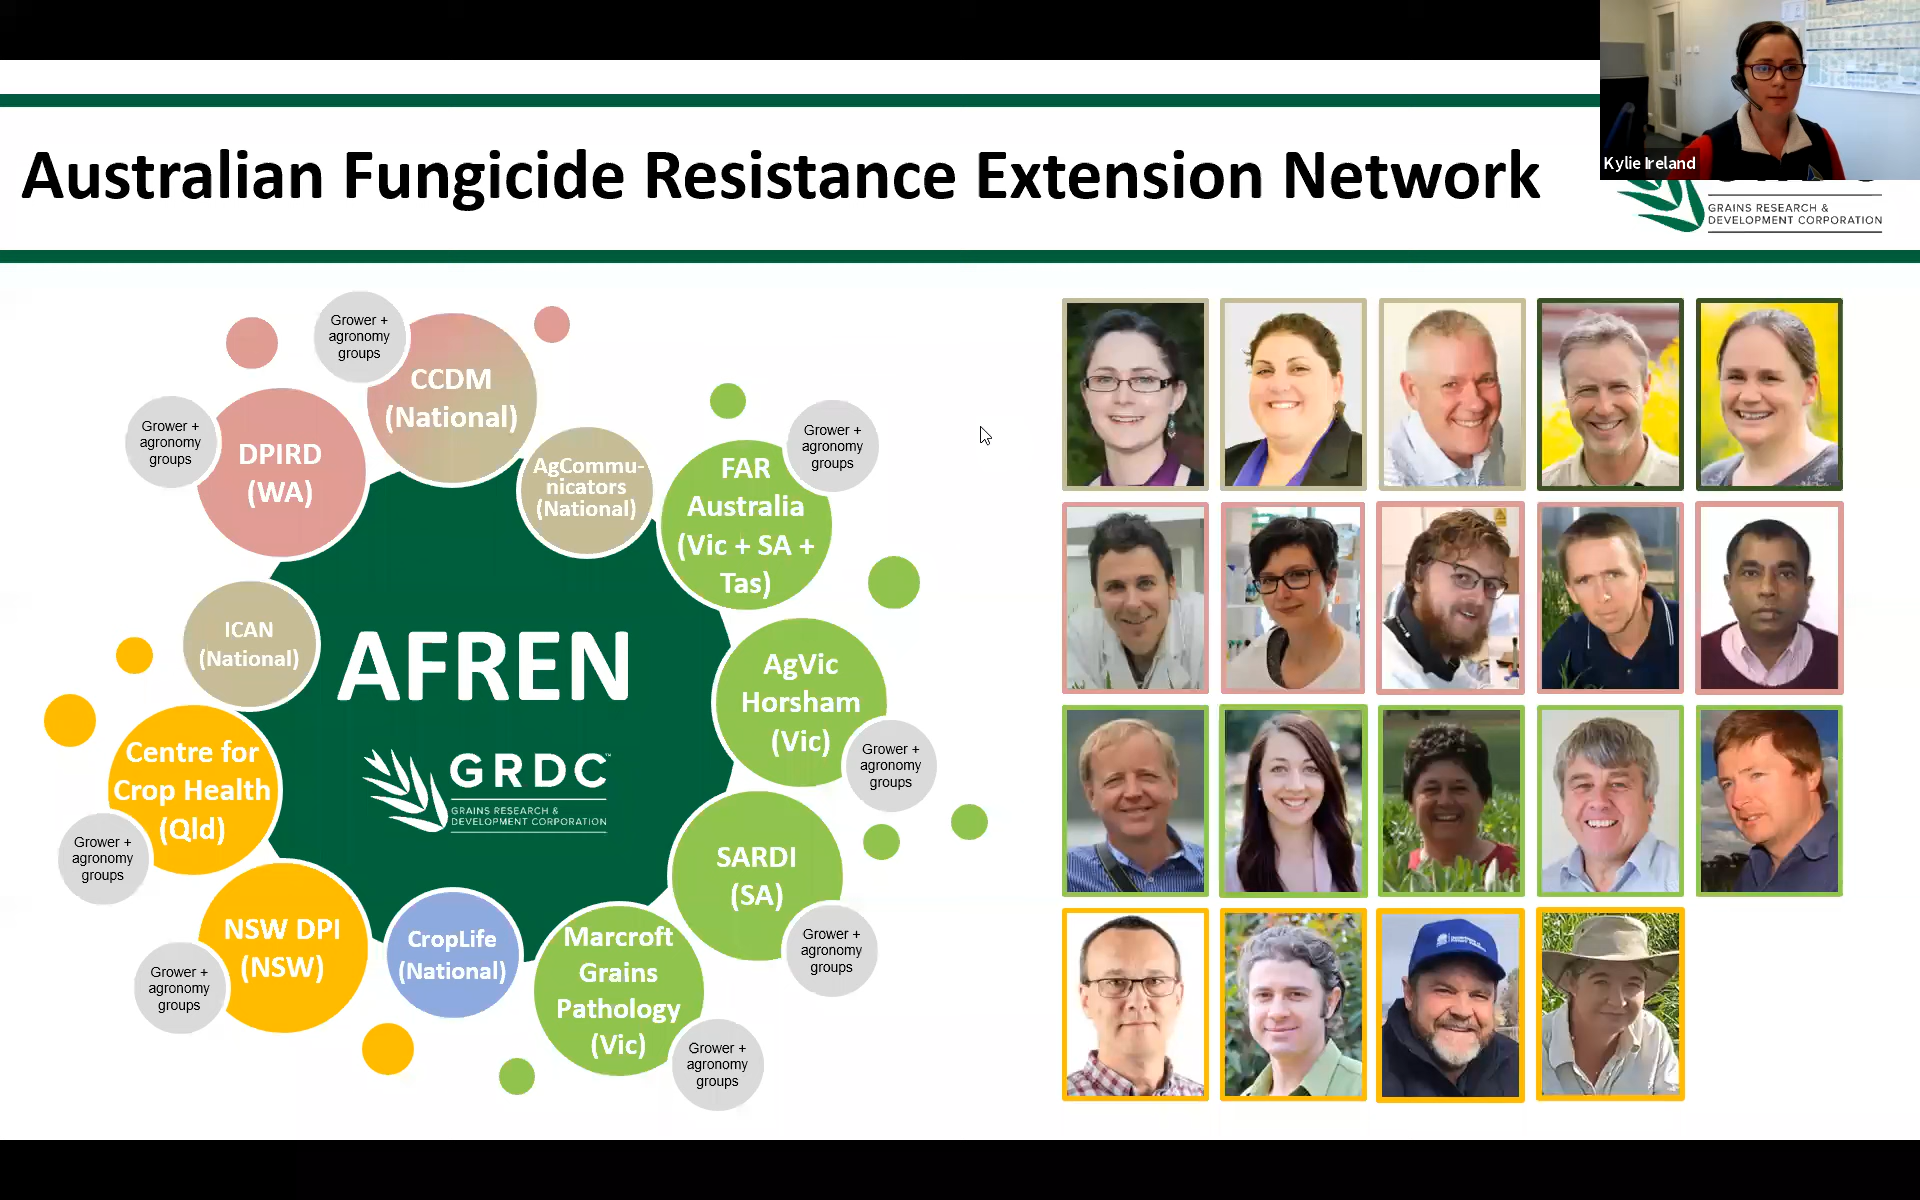 Kylie Ireland
Australian Fungicide Resistance Extension Network
GRAINS RESEARCH &
DEVELOPMENT CORPORATION
Grower +
agronomy
groups
CCDM
(National)
Grower +
agronomy
groups
DPIRD
(WA)
AgCommu-
nicators
(National)
FAR
Australia
(Vic + SA +
Tas)
Grower +
agronomy
groups
ICAN
(National)
AFREN
GRDC™
GRAINS RESEARCH &
DEVELOPMENT CORPORATION
AgVic
Horsham
(Vic)
Grower +
agronomy
groups
Centre for
Crop Health
(Qld)
Grower +
agronomy
groups
SARDI
(SA)
Grower +
agronomy
groups
NSW DPI
(NSW)
Grower +
agronomy
groups
CropLife
(National)
Marcroft
Grains
Pathology
(Vic)
Grower +
agronomy
groups